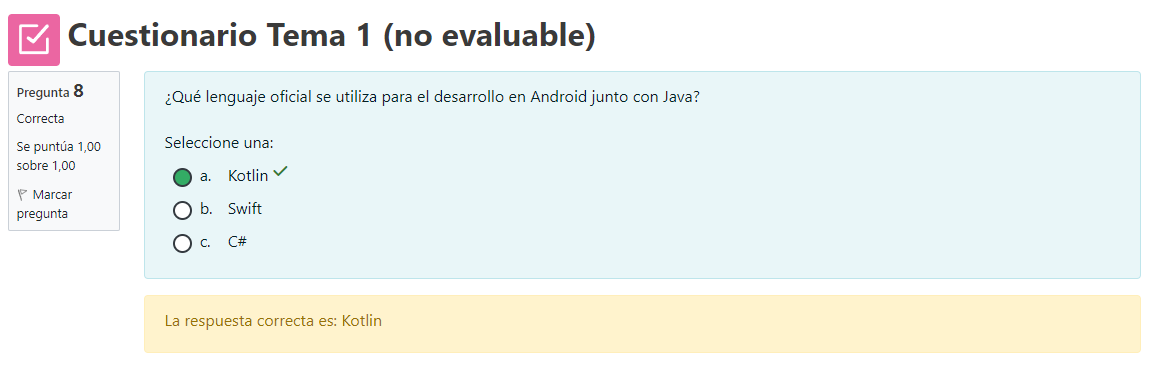 Cuestionario Tema 1 (no evaluable)
Pregunta 8
Correcta
Se puntúa 1,00
sobre 1,00
Marcar
pregunta
¿Qué lenguaje oficial se utiliza para el desarrollo en Android junto con Java?
Seleccione una:
a. Kotlin
b. Swift
c. C#
La respuesta correcta es: Kotlin